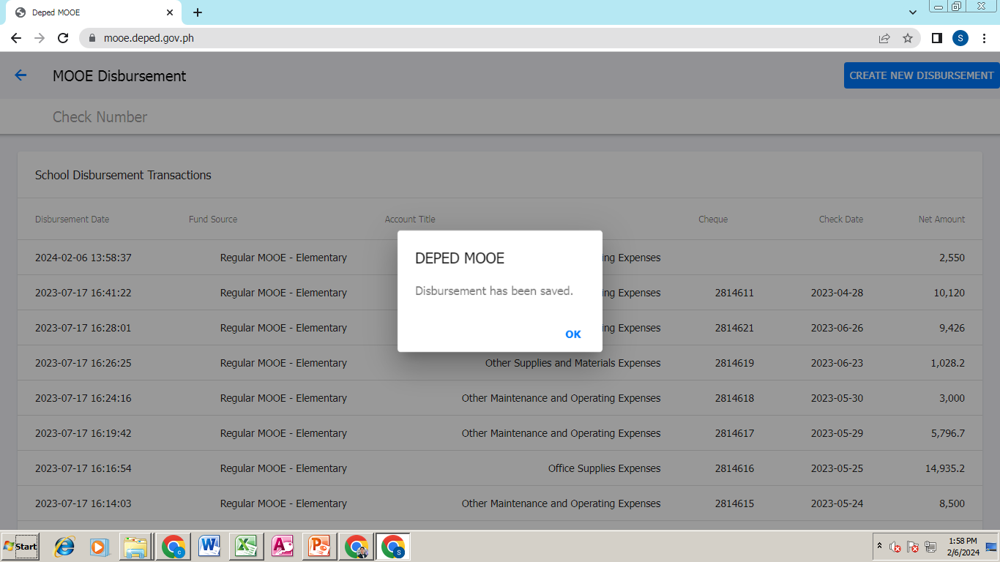 Deped MOOE
mooe.deped.gov.ph
S
MOOE Disbursement
CREATE NEW DISBURSEMENT
Check Number
School Disbursement Transactions
Disbursement Date Fund Source Account Title Cheque Check Date Net Amount
2024-02-06 13:58:37 Regular MOOE - Elementary ing Expenses 2,550
2023-07-17 16:41:22 Regular MOOE - Elementary ing Expenses 2814611 2023-04-28 10,120
2023-07-17 16:28:01 Regular MOOE - Elementary ing Expenses 2814621 2023-06-26 9,426
2023-07-17 16:26:25 Regular MOOE - Elementary Other Supplies and Materials Expenses 2814619 2023-06-23 1,028.2
2023-07-17 16:24:16 Regular MOOE - Elementary Other Maintenance and Operating Expenses 2814618 2023-05-30 3,000
2023-07-17 16:19:42 Regular MOOE - Elementary Other Maintenance and Operating Expenses 2814617 2023-05-29 5,796.7
2023-07-17 16:16:54 Regular MOOE - Elementary Office Supplies Expenses 2814616 2023-05-25 14,935.2
2023-07-17 16:14:03 Regular MOOE - Elementary Other Maintenance and Operating Expenses 2814615 2023-05-24 8,500
DEPED MOOE
Disbursement has been saved.
OK
Start
1:58 PM
2/6/2024